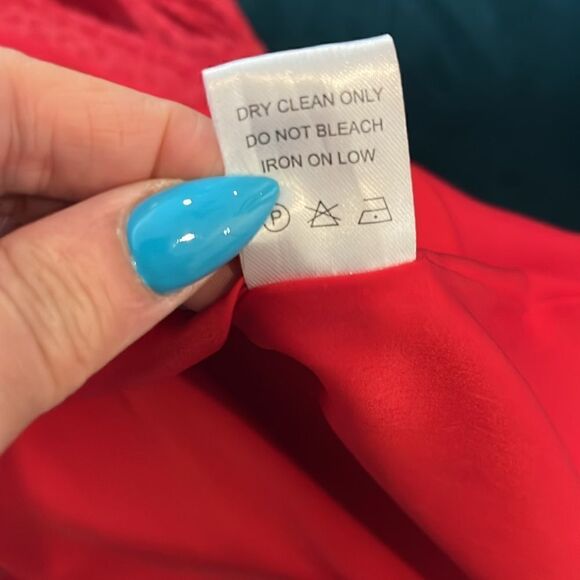 DRY CLEAN ONLY
DO NOT BLEACH
IRON ON LOW
P